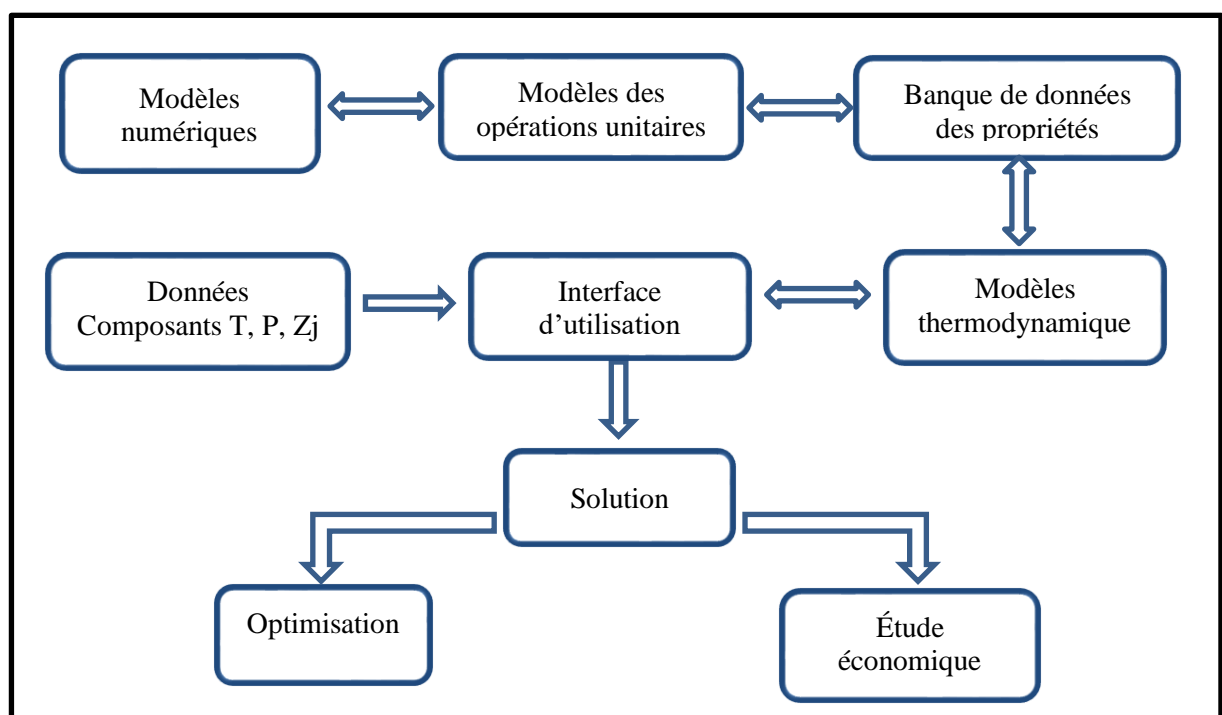 Modèles
numériques
Modèles des
opérations unitaires
Banque de données
des propriétés
Données
Composants T, P, Zj
Interface
d’utilisation
Modèles
thermodynamique
Solution
Optimisation
Étude
économique